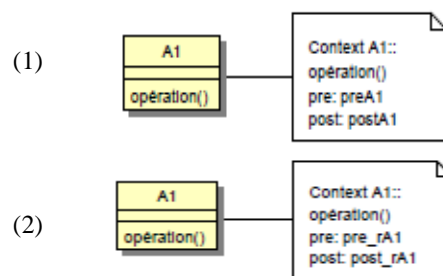 (1)
A1
opération()
Context A1::
opération()
pre: preA1
post: postA1
(2)
A1
opération()
Context A1::
opération()
pre: pre_rA1
post: post_rA1